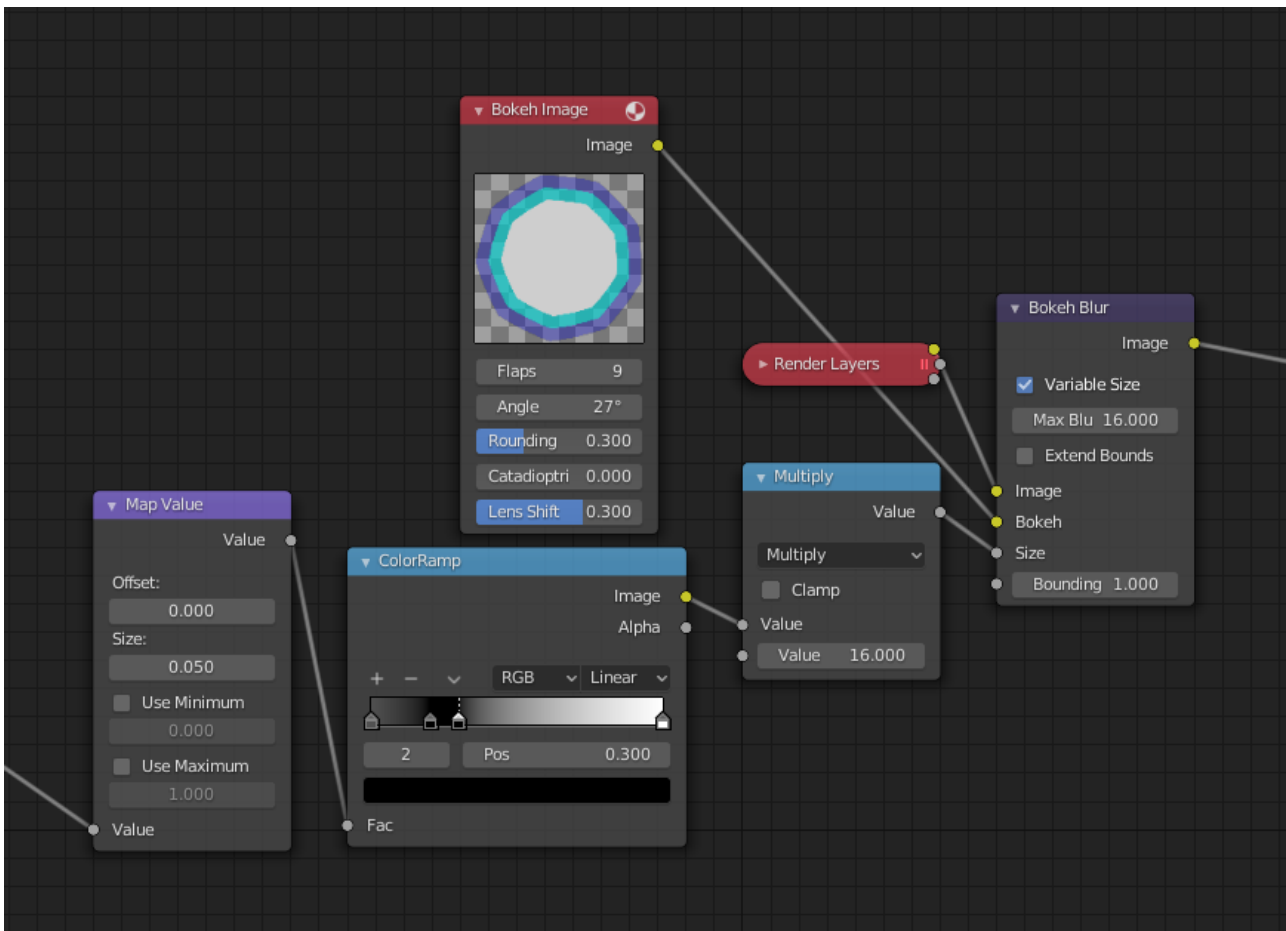 Bokeh Image
Image
Flaps 9
Angle 27°
Rounding 0.300
Catadioptri 0.000
Lens Shift 0.300
Render Layers
Bokeh Blur
Image
Variable Size
Max Blu 16.000
Extend Bounds
Image
Bokeh
Size
Bounding 1.000
Map Value
Value
Offset:
0.000
Size:
0.050
Use Minimum
0.000
Use Maximum
1.000
Value
ColorRamp
Image
Alpha
+ − RGB Linear
2 Pos 0.300
Fac
Multiply
Value
Multiply
Clamp
Value
Value 16.000